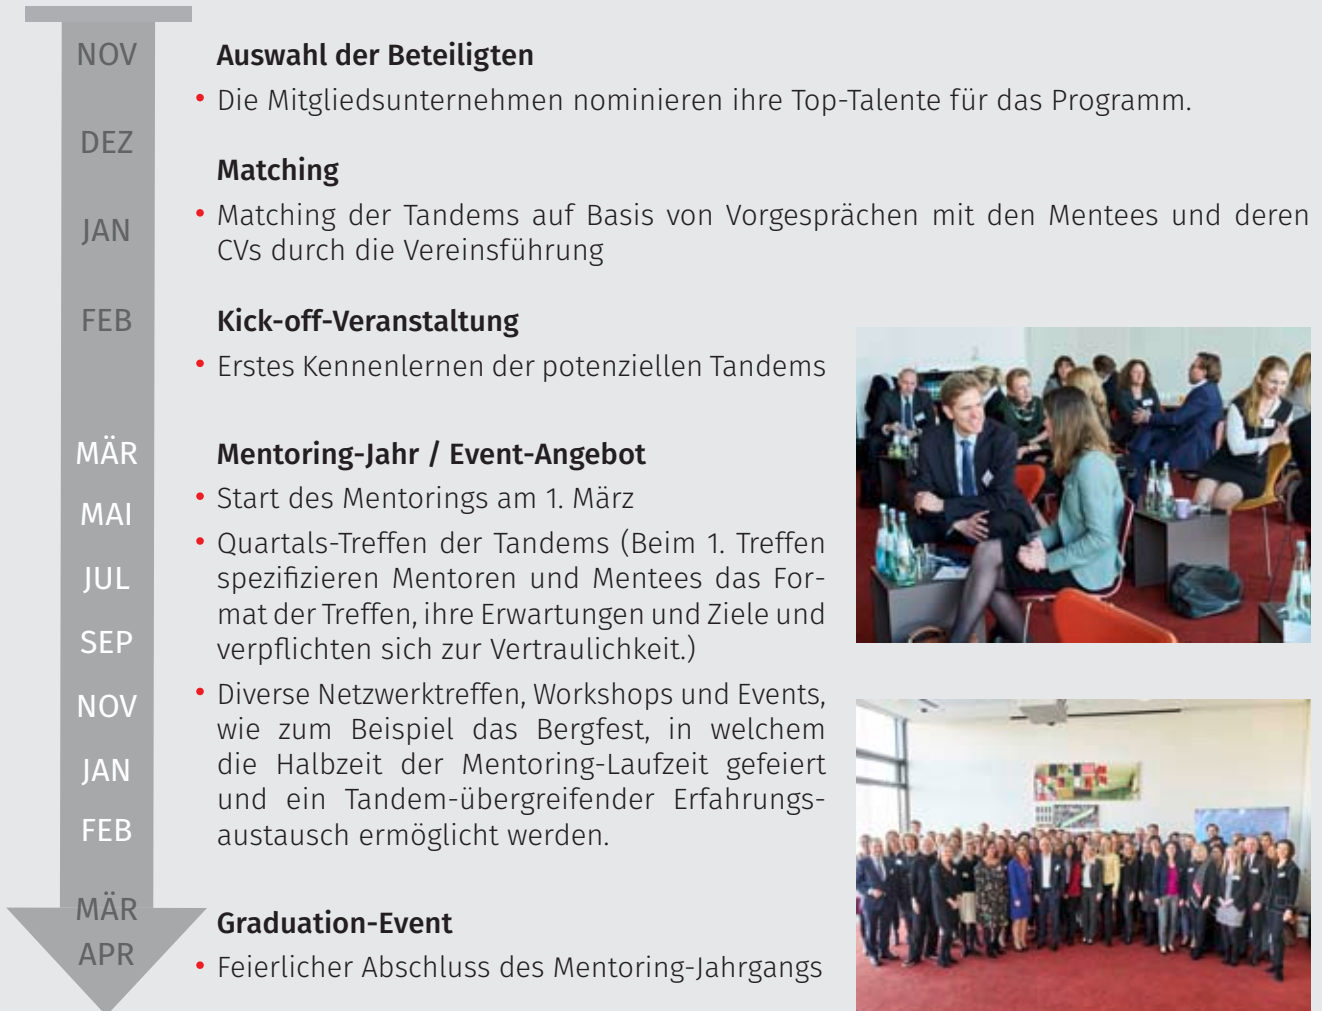 NOV
Auswahl der Beteiligten
• Die Mitgliedsunternehmen nominieren ihre Top-Talente für das Programm.
DEZ
Matching
JAN
• Matching der Tandems auf Basis von Vorgesprächen mit den Mentees und deren
CVs durch die Vereinsführung
FEB
Kick-off-Veranstaltung
• Erstes Kennenlernen der potenziellen Tandems
MÄR
Mentoring-Jahr / Event-Angebot
• Start des Mentorings am 1. März
MAI
• Quartals-Treffen der Tandems (Beim 1. Treffen
spezifizieren Mentoren und Mentees das For-
JUL
mat der Treffen, ihre Erwartungen und Ziele und
SEP
verpflichten sich zur Vertraulichkeit.)
NOV
• Diverse Netzwerktreffen, Workshops und Events,
wie zum Beispiel das Bergfest, in welchem
JAN
die Halbzeit der Mentoring-Laufzeit gefeiert
und ein Tandem-übergreifender Erfahrungs-
FEB
austausch ermöglicht werden.
MÄR
Graduation-Event
APR
• Feierlicher Abschluss des Mentoring-Jahrgangs